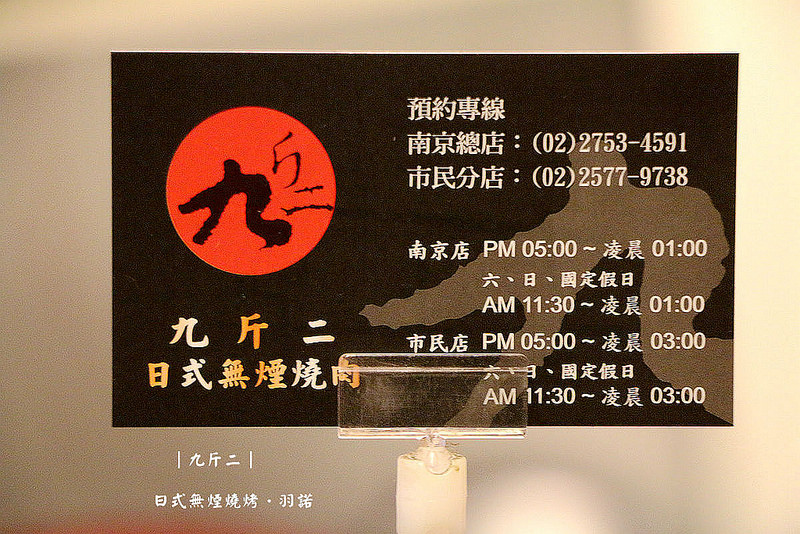 九斤二
九斤二
日式無煙燒肉
預約專線
南京總店：(02)2753-4591
市民分店：(02)2577-9738
南京店 PM 05:00 ~ 凌晨 01:00
六、日、國定假日
AM 11:30 ~ 凌晨 01:00
市民店 PM 05:00 ~ 凌晨 03:00
六、日、國定假日
AM 11:30 ~ 凌晨 03:00
｜九斤二｜
日式無煙燒烤·羽諾